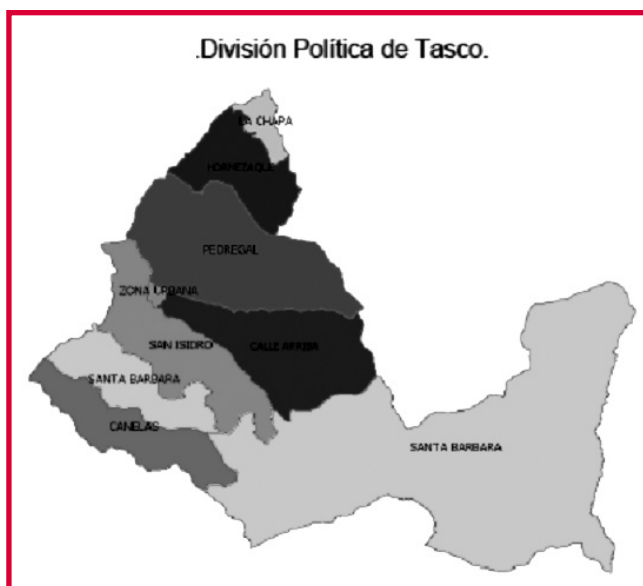 .División Política de Tasco.
LA CHAPA
HORMEZAQUE
PEDREGAL
ZONA URBANA
SAN ISIDRO
CALLE ARRIBA
SANTA BARBARA
CANELAS
SANTA BARBARA